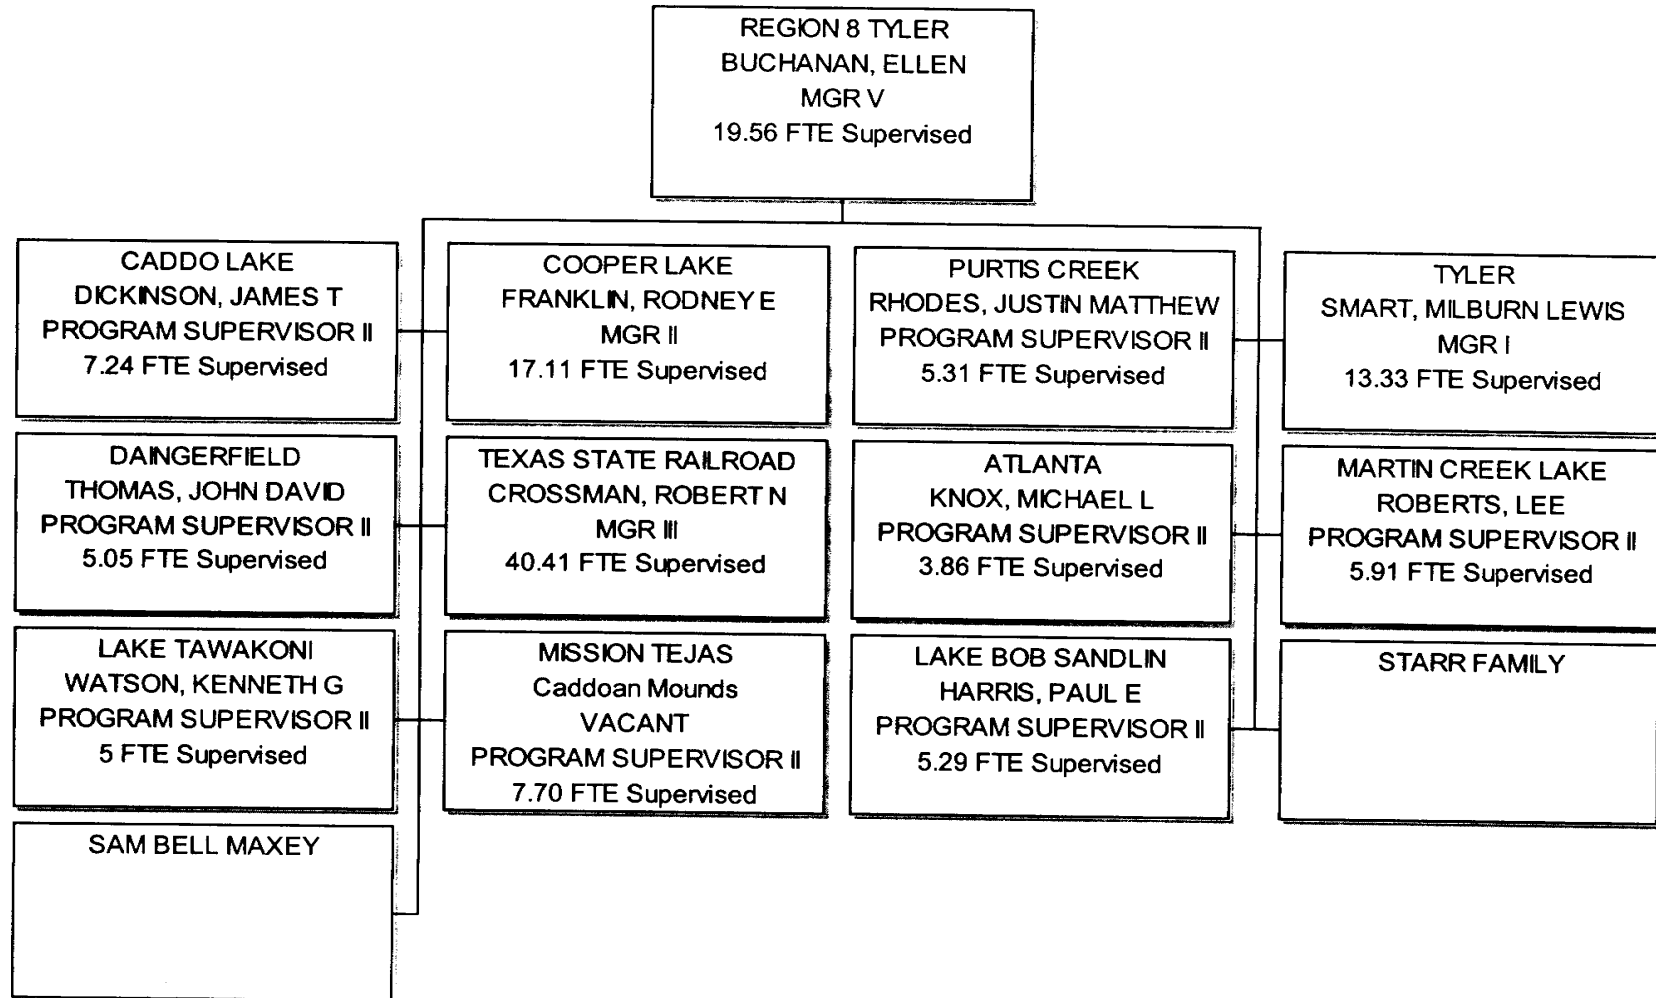 REGION 8 TYLER
BUCHANAN, ELLEN
MGR V
19.56 FTE Supervised
CADDO LAKE
DICKINSON, JAMES T
PROGRAM SUPERVISOR II
7.24 FTE Supervised
COOPER LAKE
FRANKLIN, RODNEY E
MGR II
17.11 FTE Supervised
PURTIS CREEK
RHODES, JUSTIN MATTHEW
PROGRAM SUPERVISOR II
5.31 FTE Supervised
TYLER
SMART, MILBURN LEWIS
MGR I
13.33 FTE Supervised
DAINGERFIELD
THOMAS, JOHN DAVID
PROGRAM SUPERVISOR II
5.05 FTE Supervised
TEXAS STATE RAILROAD
CROSSMAN, ROBERT N
MGR III
40.41 FTE Supervised
ATLANTA
KNOX, MICHAEL L
PROGRAM SUPERVISOR II
3.86 FTE Supervised
MARTIN CREEK LAKE
ROBERTS, LEE
PROGRAM SUPERVISOR II
5.91 FTE Supervised
LAKE TAWAKONI
WATSON, KENNETH G
PROGRAM SUPERVISOR II
5 FTE Supervised
MISSION TEJAS
Caddoan Mounds
VACANT
PROGRAM SUPERVISOR II
7.70 FTE Supervised
LAKE BOB SANDLIN
HARRIS, PAUL E
PROGRAM SUPERVISOR II
5.29 FTE Supervised
STARR FAMILY
SAM BELL MAXEY